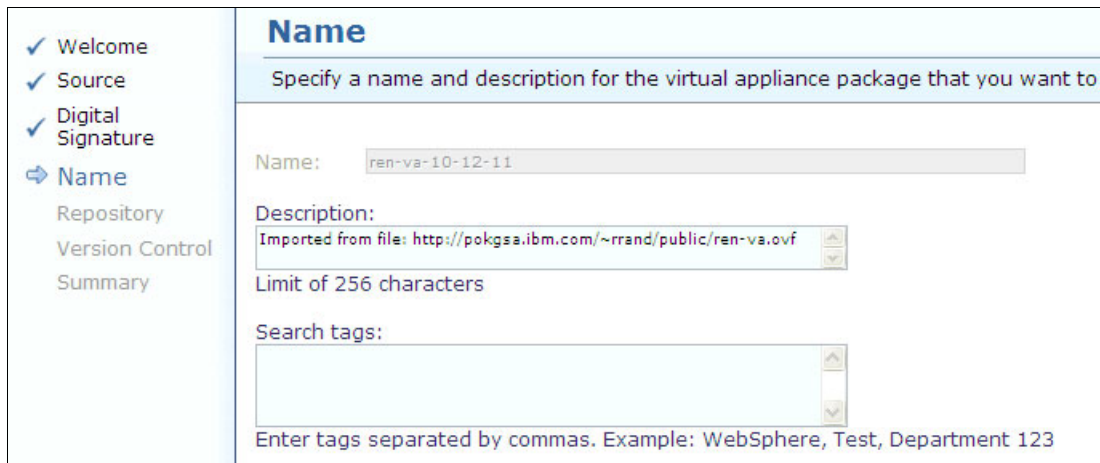 Welcome
Source
Digital
Signature
Name
Repository
Version Control
Summary
Name
Specify a name and description for the virtual appliance package that you want to
Name:
ren-va-10-12-11
Description:
Imported from file: http://pokgsa.ibm.com/~rrand/public/ren-va.ovf
Limit of 256 characters
Search tags:
Enter tags separated by commas. Example: WebSphere, Test, Department 123